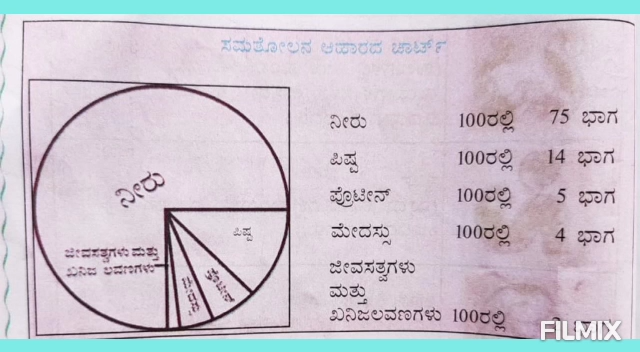 ಸಮತೋಲನ ಆಹಾರದ ಚಾರ್ಟ್
ನೀರು
ಪಿಷ್ಟ
ಪ್ರೊಟೀನ್
ಮೇದಸ್ಸು
ಜೀವಸತ್ವಗಳು ಮತ್ತು
ಖನಿಜ ಲವಣಗಳು
ನೀರು 100ರಲ್ಲಿ 75 ಭಾಗ
ಪಿಷ್ಟ 100ರಲ್ಲಿ 14 ಭಾಗ
ಪ್ರೊಟೀನ್ 100ರಲ್ಲಿ 5 ಭಾಗ
ಮೇದಸ್ಸು 100ರಲ್ಲಿ 4 ಭಾಗ
ಜೀವಸತ್ವಗಳು
ಮತ್ತು
ಖನಿಜಲವಣಗಳು 100ರಲ್ಲಿ
FILMIX